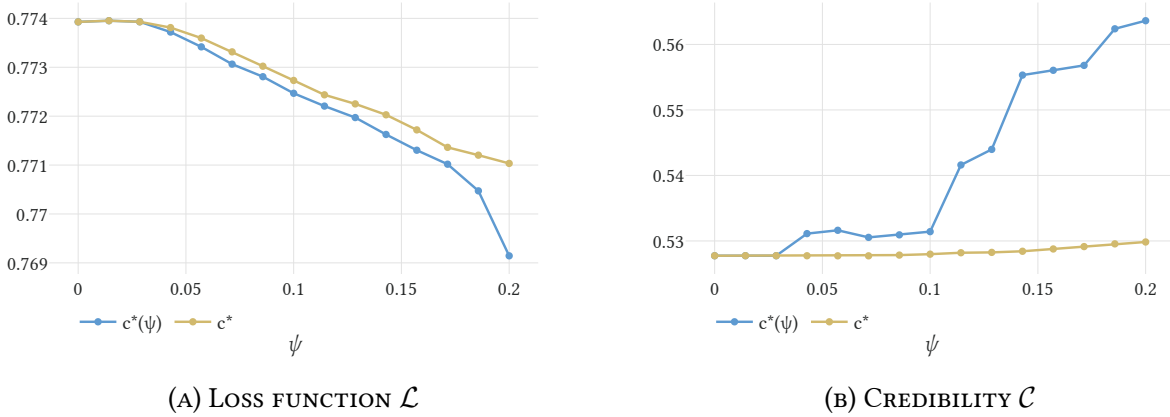 0.774
0.773
0.772
0.771
0.77
0.769
0 0.05 0.1 0.15 0.2
c*(ψ) c*
ψ
(A) Loss function ℒ
0.56
0.55
0.54
0.53
0 0.05 0.1 0.15 0.2
c*(ψ) c*
ψ
(B) Credibility 𝒞